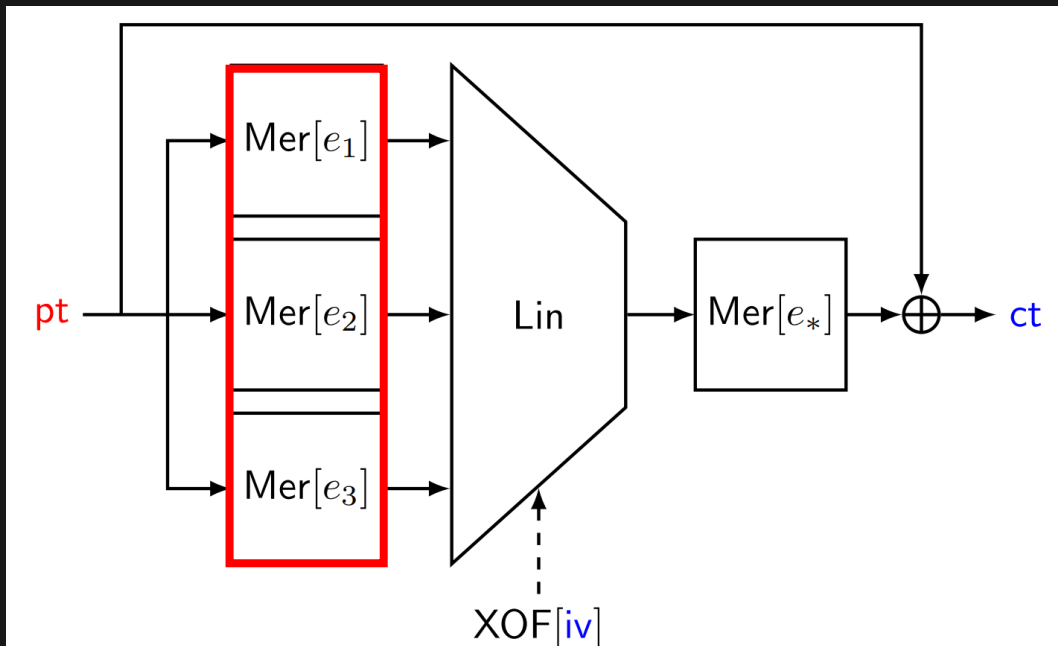 Mer[e₁]
pt
Mer[e₂]
Lin
Mer[e∗]
ct
Mer[e₃]
XOF[iv]